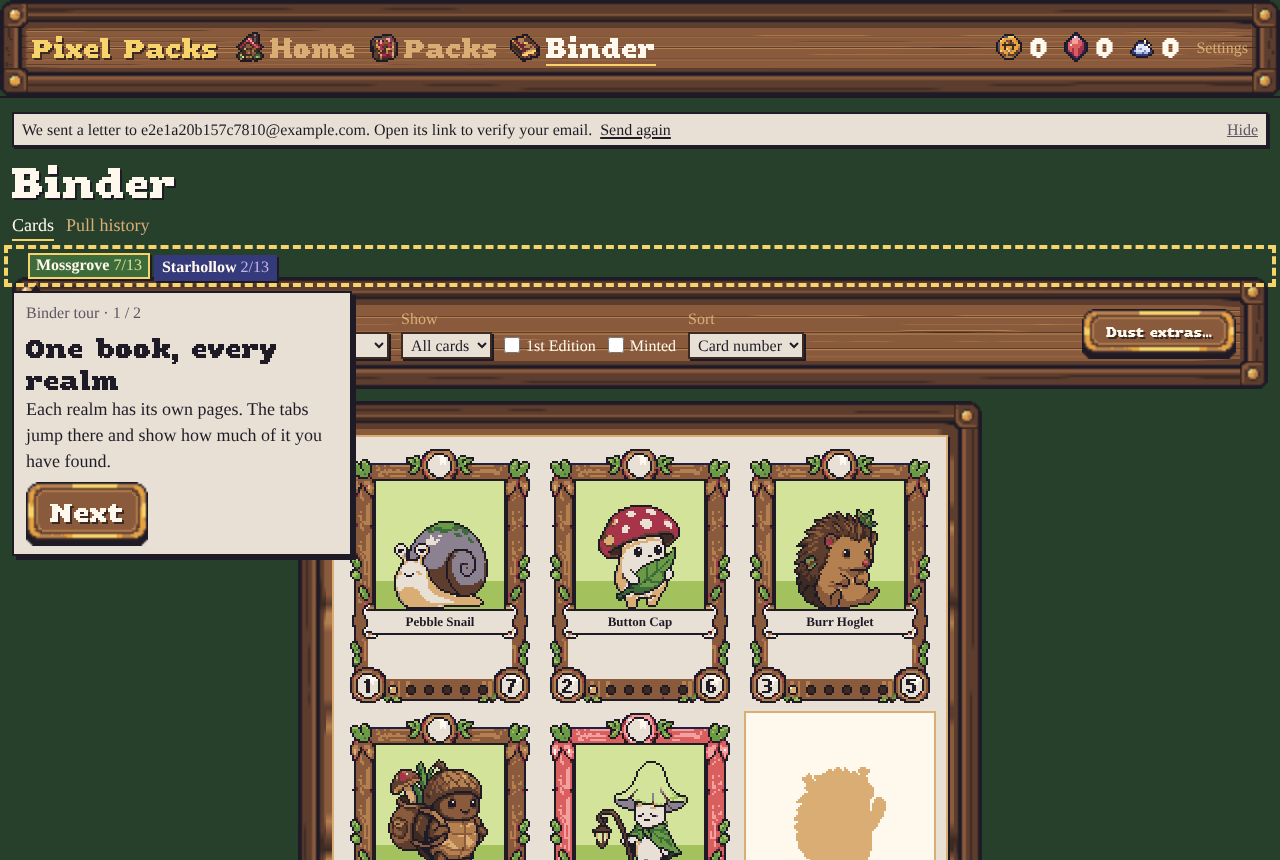 Pixel Packs Home Packs Binder 0 0 0 Settings
We sent a letter to e2e1a20b157c7810@example.com. Open its link to verify your email. Send again Hide
Binder
Cards Pull history
Mossgrove 7/13 Starhollow 2/13
Binder tour · 1 / 2
One book, every
realm
Each realm has its own pages. The tabs
jump there and show how much of it you
have found.
Next
Show Sort
All cards 1st Edition Minted Card number Dust extras...
Pebble Snail Button Cap Burr Hoglet
1 7 2 6 3 5